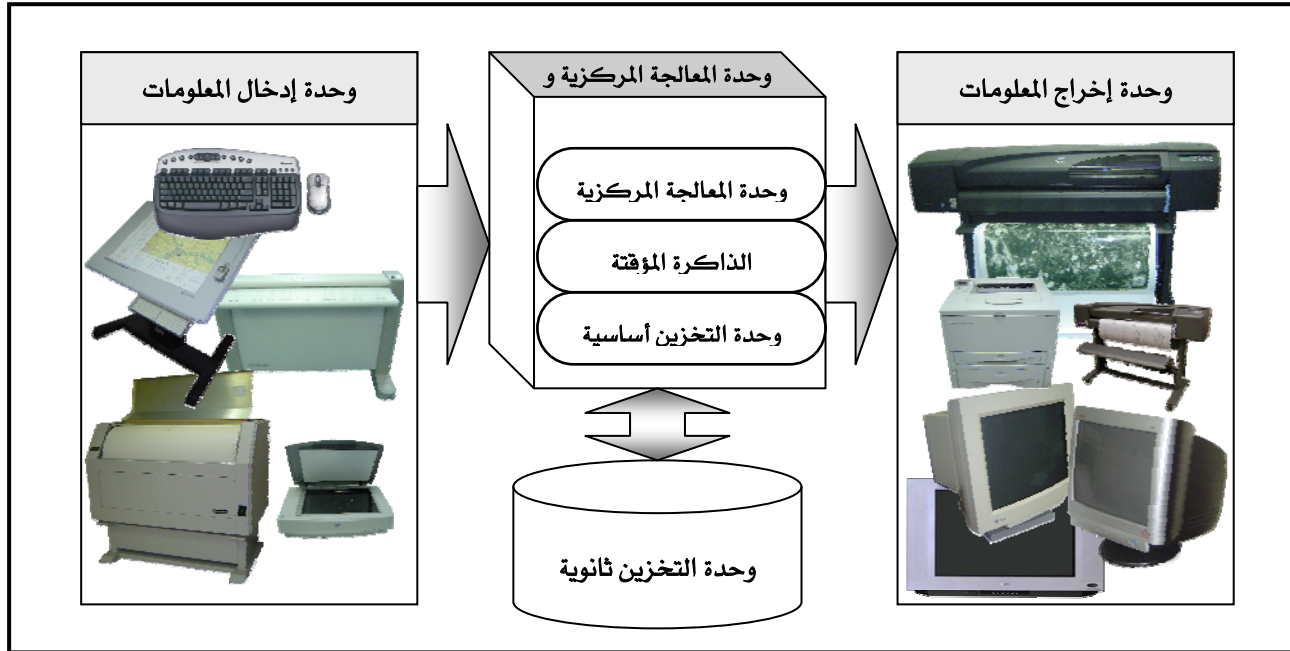 وحدة إدخال المعلومات
وحدة المعالجة المركزية و
وحدة إخراج المعلومات
وحدة المعالجة المركزية
الذاكرة المؤقتة
وحدة التخزين أساسية
وحدة التخزين ثانوية